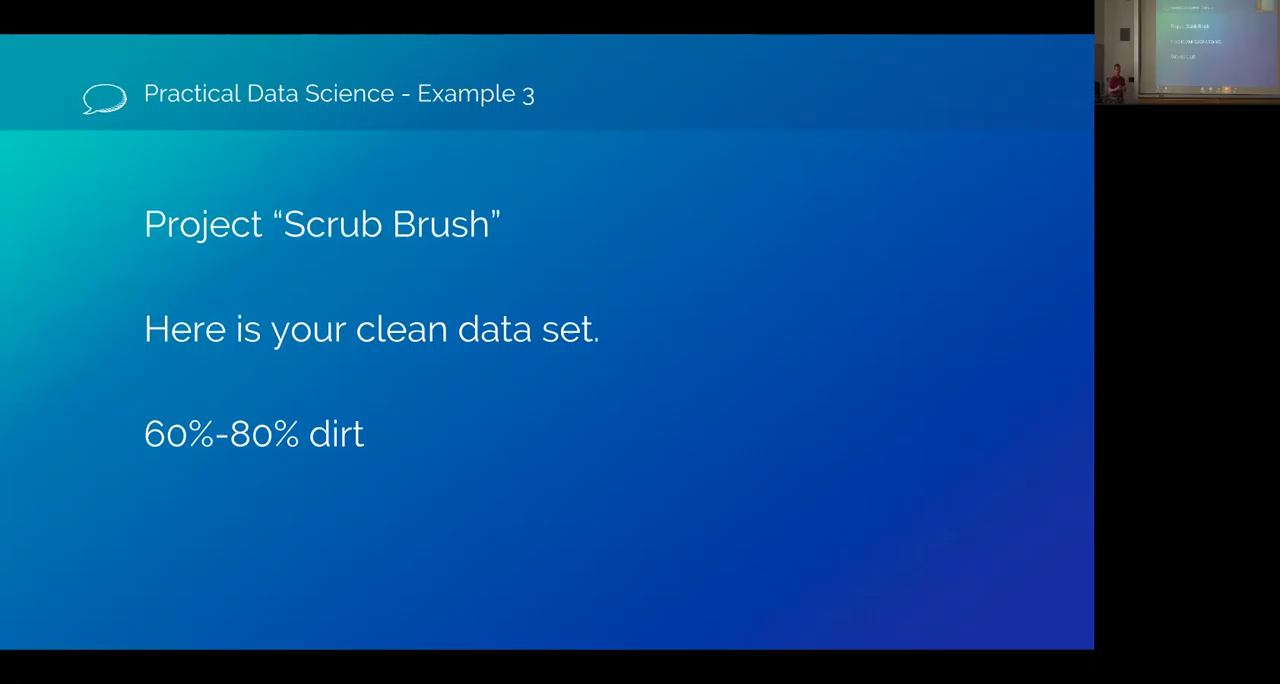 Practical Data Science - Example 3
Project “Scrub Brush”
Here is your clean data set.
60%-80% dirt